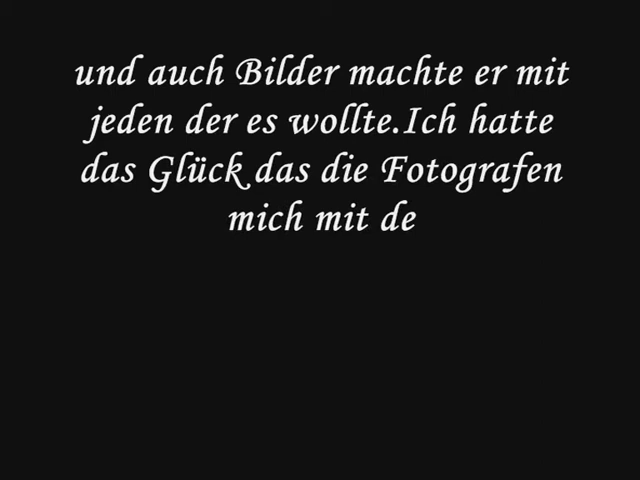 und auch Bilder machte er mit
jeden der es wollte.Ich hatte
das Glück das die Fotografen
mich mit de